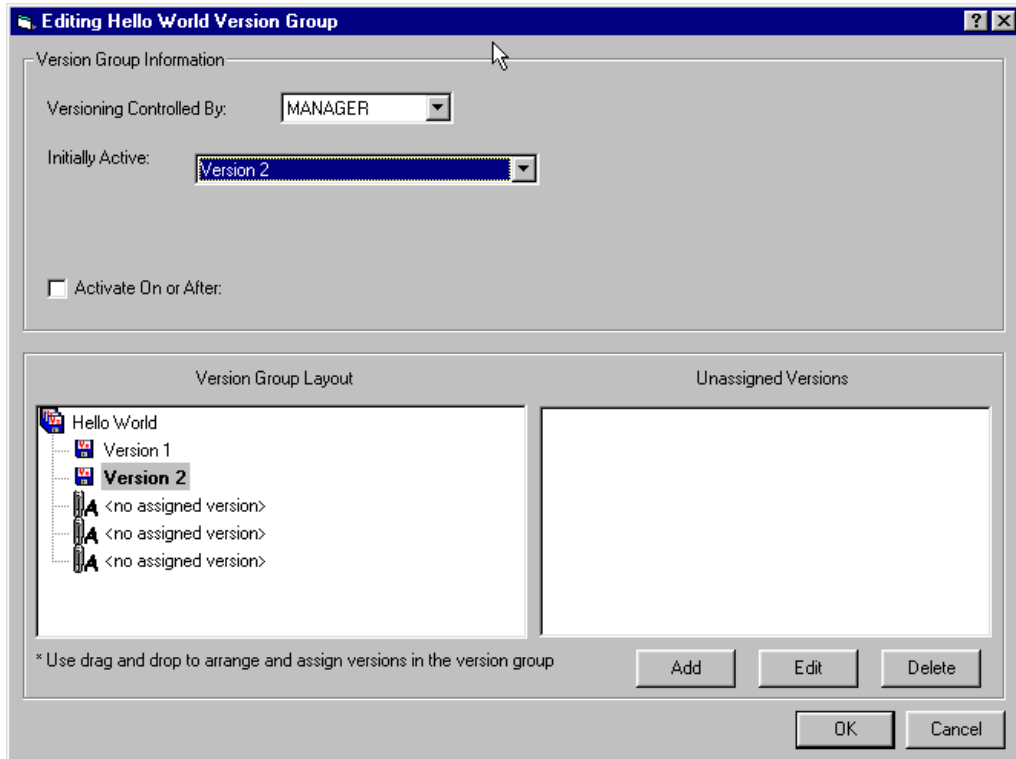 Editing Hello World Version Group
Version Group Information
Versioning Controlled By: MANAGER
Initially Active: Version 2
Activate On or After:
Version Group Layout Unassigned Versions
Hello World
Version 1
Version 2
<no assigned version>
<no assigned version>
<no assigned version>
* Use drag and drop to arrange and assign versions in the version group
Add Edit Delete
OK Cancel